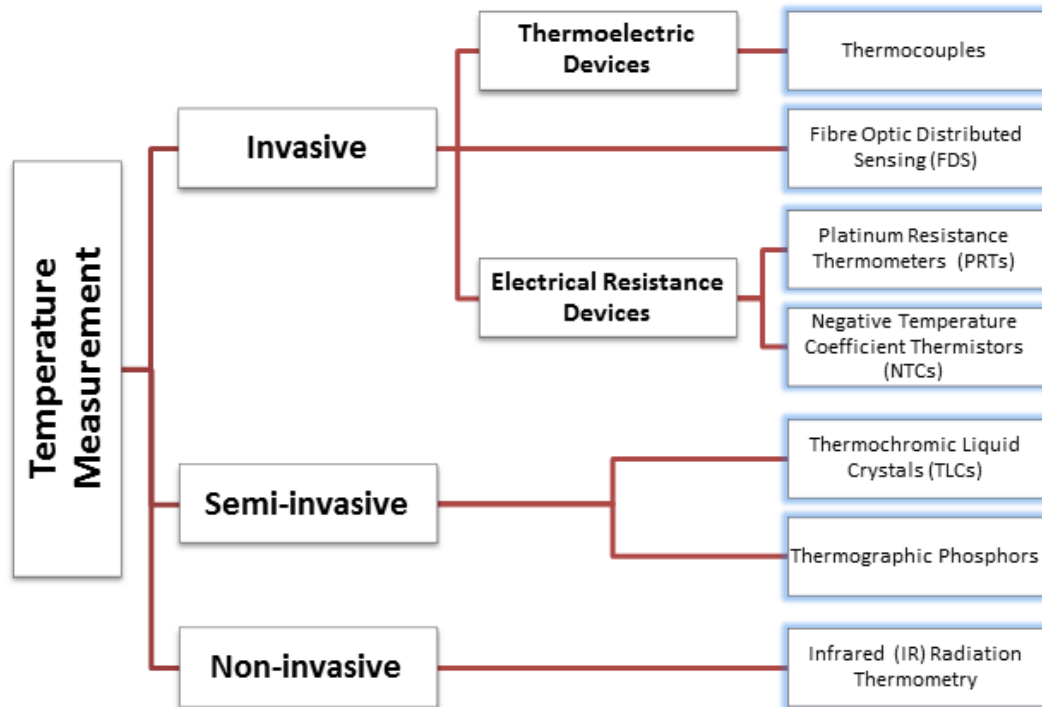 Temperature
Measurement
Invasive
Thermoelectric
Devices
Thermocouples
Fibre Optic Distributed
Sensing (FDS)
Electrical Resistance
Devices
Platinum Resistance
Thermometers (PRTs)
Negative Temperature
Coefficient Thermistors
(NTCs)
Semi-invasive
Thermochromic Liquid
Crystals (TLCs)
Thermographic Phosphors
Non-invasive
Infrared (IR) Radiation
Thermometry